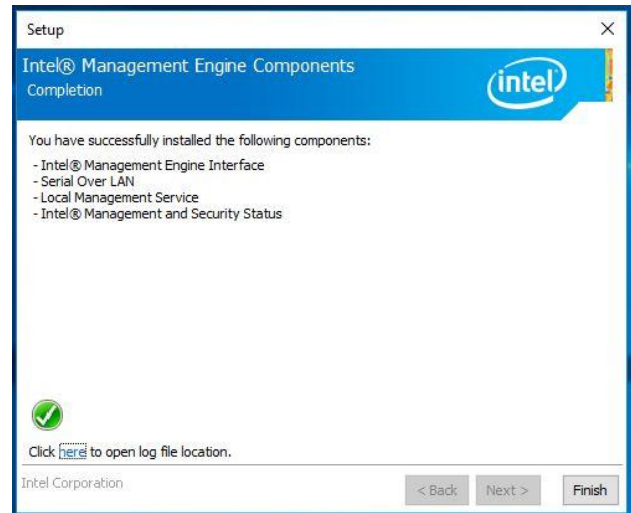 Setup
Intel® Management Engine Components
Completion
intel
You have successfully installed the following components:
- Intel® Management Engine Interface
- Serial Over LAN
- Local Management Service
- Intel® Management and Security Status
Click here to open log file location.
Intel Corporation
< Back Next > Finish